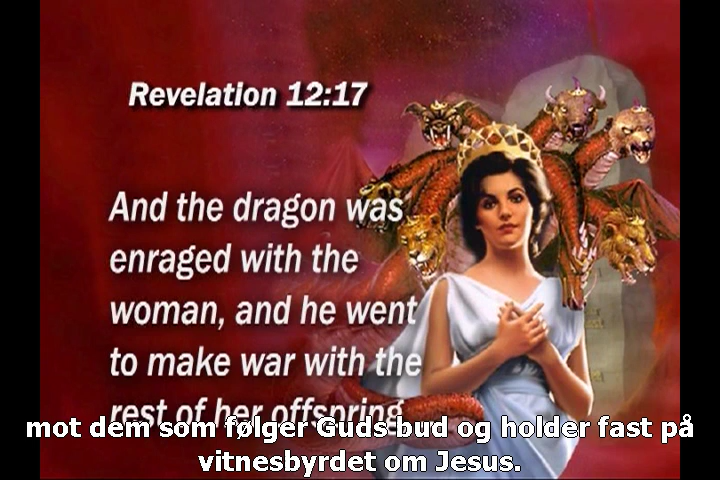 Revelation 12:17
And the dragon was
enraged with the
woman, and he went
to make war with the
rest of her offspring
mot dem som følger Guds bud og holder fast på
vitnesbyrdet om Jesus.